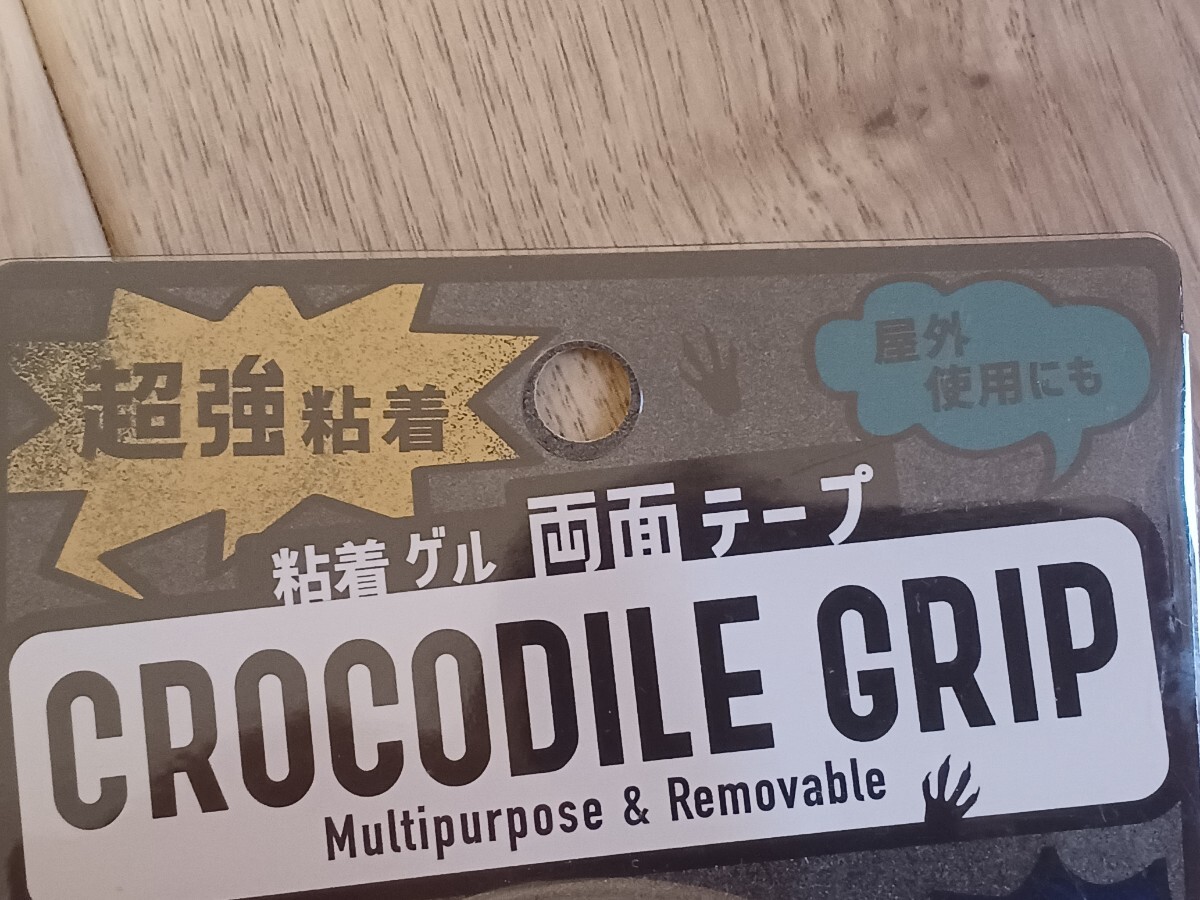 超強粘着
屋外
使用にも
粘着ゲル 両面テープ
CROCODILE GRIP
Multipurpose & Removable